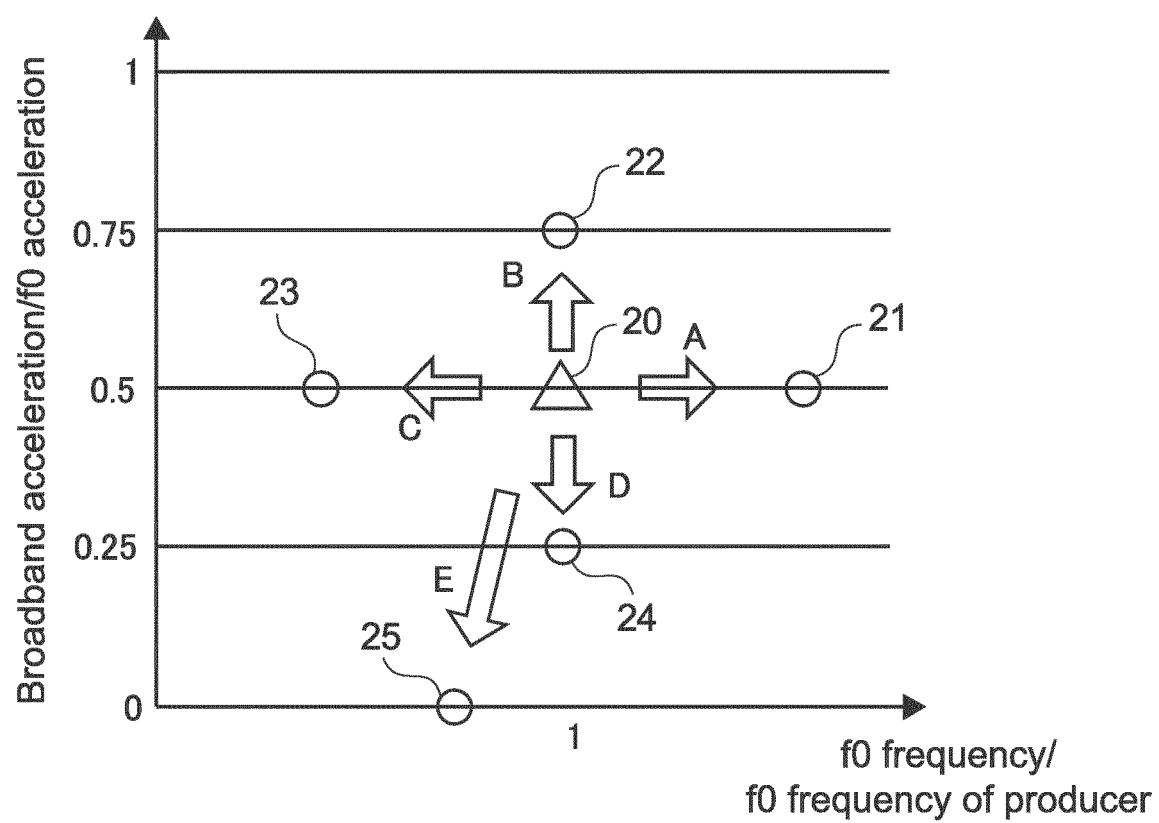 Broadband acceleration/f0 acceleration
1
22
0.75
B
23
20
A
21
0.5
C
D
0.25
E
24
25
0
1
f0 frequency/
f0 frequency of producer